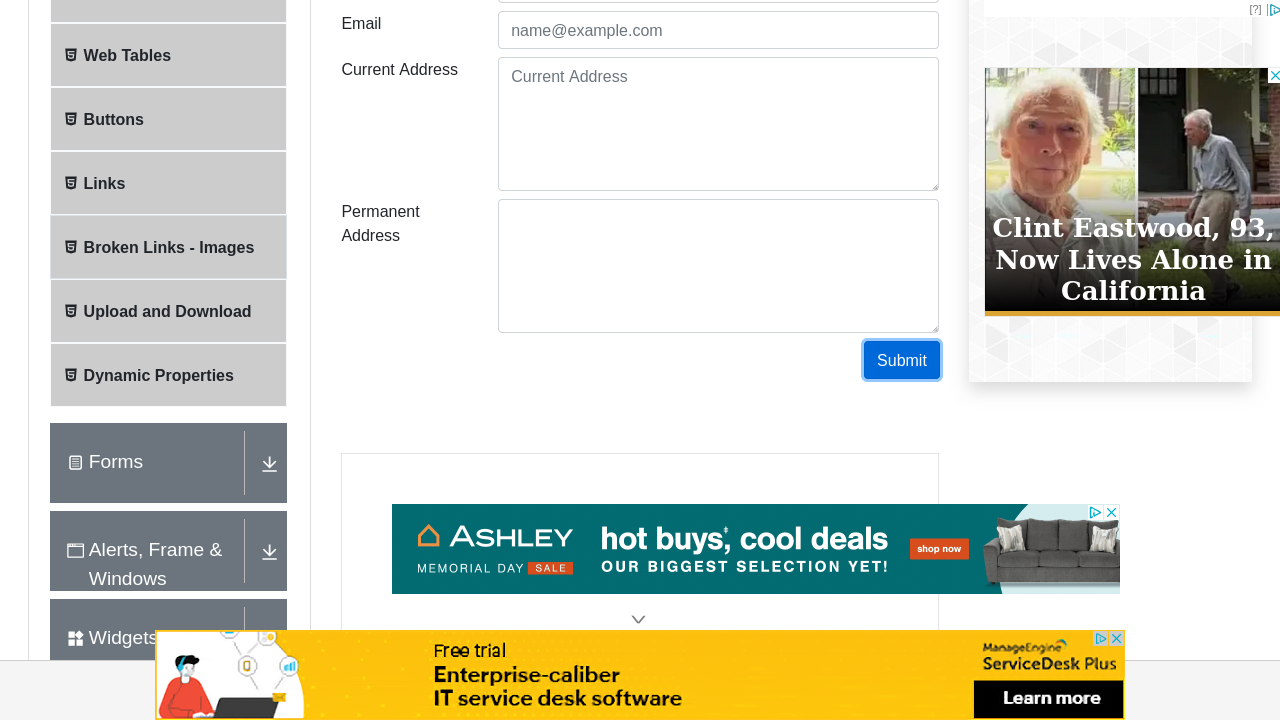 Email
name@example.com
Current Address
Current Address
Permanent
Address
Submit
Web Tables
Buttons
Links
Broken Links - Images
Upload and Download
Dynamic Properties
Forms
Alerts, Frame &
Windows
Widgets
[?]
Clint Eastwood, 93,
Now Lives Alone in
California
ASHLEY
MEMORIAL DAY SALE
hot buys,‡ cool deals
OUR BIGGEST SELECTION YET!
shop now
Free trial
Enterprise-caliber
IT service desk software
ManageEngine
ServiceDesk Plus
Learn more